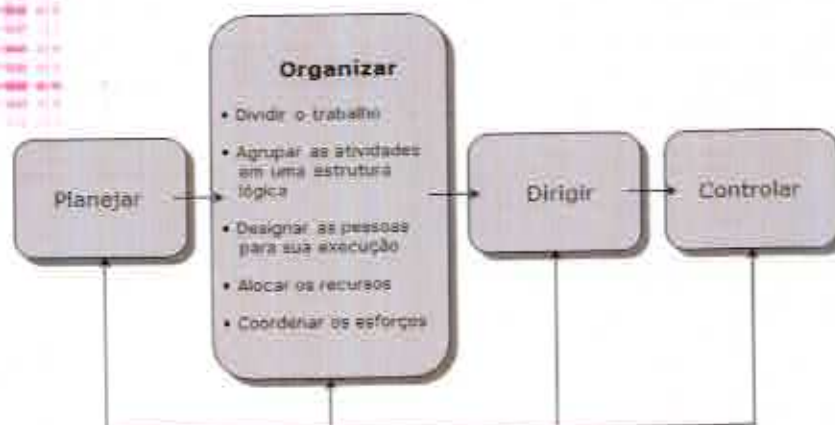 Planejar
Organizar
• Dividir o trabalho
• Agrupar as atividades
em uma estrutura
lógica
• Designar as pessoas
para sua execução
• Alocar os recursos
• Coordenar os esforços
Dirigir
Controlar